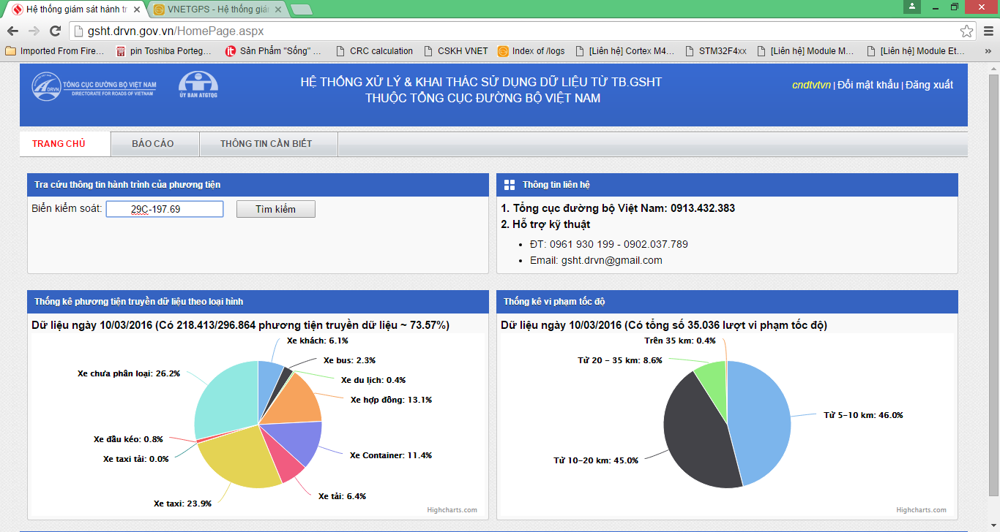 Hệ thống giám sát hành tr
VNETGPS - Hệ thống giá
gsht.drvn.gov.vn/HomePage.aspx
Imported From Fire...
pin Toshiba Porteg...
Sản Phẩm "Sống" ...
CRC calculation
CSKH VNET
Index of /logs
[Liên hệ] Cortex M4...
STM32F4xx
[Liên hệ] Module M...
[Liên hệ] Module Et...
»
DRVN
TỔNG CỤC ĐƯỜNG BỘ VIỆT NAM
DIRECTORATE FOR ROADS OF VIETNAM
ỦY BAN ATGTQG
HỆ THỐNG XỬ LÝ & KHAI THÁC SỬ DỤNG DỮ LIỆU TỪ TB.GSHT
THUỘC TỔNG CỤC ĐƯỜNG BỘ VIỆT NAM
cndtvtvn | Đổi mật khẩu | Đăng xuất
TRANG CHỦ
BÁO CÁO
THÔNG TIN CẦN BIẾT
Tra cứu thông tin hành trình của phương tiện
Biển kiểm soát: 29C-197.69 Tìm kiếm
Thông tin liên hệ
1. Tổng cục đường bộ Việt Nam: 0913.432.383
2. Hỗ trợ kỹ thuật
• ĐT: 0961 930 199 - 0902.037.789
• Email: gsht.drvn@gmail.com
Thống kê phương tiện truyền dữ liệu theo loại hình
Dữ liệu ngày 10/03/2016 (Có 218.413/296.864 phương tiện truyền dữ liệu ~ 73.57%)
Xe khách: 6.1%
Xe bus: 2.3%
Xe chưa phân loại: 26.2%
Xe du lịch: 0.4%
Xe hợp đồng: 13.1%
Xe đầu kéo: 0.8%
Xe Container: 11.4%
Xe taxi tải: 0.0%
Xe tải: 6.4%
Xe taxi: 23.9%
Highcharts.com
Thống kê vi phạm tốc độ
Dữ liệu ngày 10/03/2016 (Có tổng số 35.036 lượt vi phạm tốc độ)
Trên 35 km: 0.4%
Từ 20 - 35 km: 8.6%
Từ 5-10 km: 46.0%
Từ 10-20 km: 45.0%
Highcharts.com